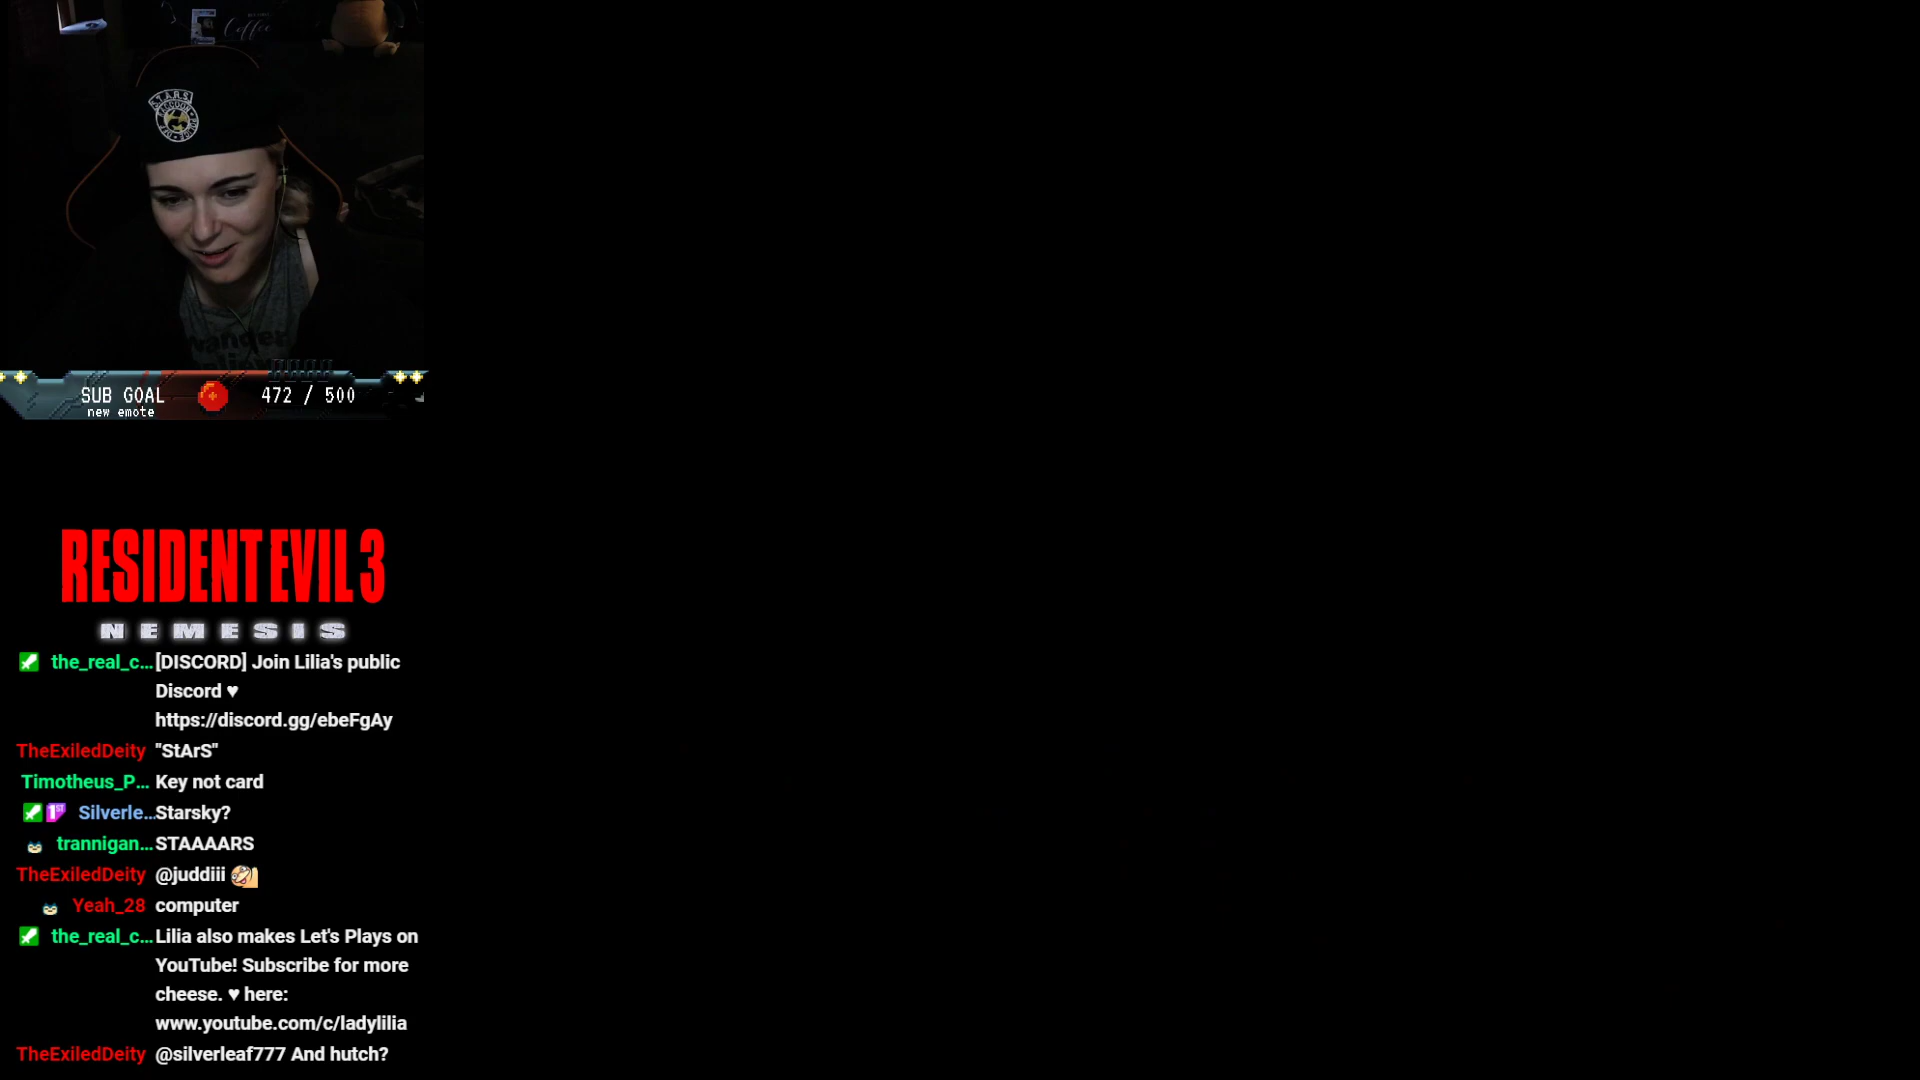 Coffee
S.T.A.R.S.
RACCOON
SUB GOAL
472 / 500
new emote
RESIDENT EVIL 3
NEMESIS
the_real_c... [DISCORD] Join Lilia's public
Discord ♥
https://discord.gg/ebeFgAy
TheExiledDeity "StArS"
Timotheus_P... Key not card
Silverle... Starsky?
trannigan... STAAAARS
TheExiledDeity @juddiii
Yeah_28 computer
the_real_c... Lilia also makes Let's Plays on
YouTube! Subscribe for more
cheese. ♥ here:
www.youtube.com/c/ladylilia
TheExiledDeity @silverleaf777 And hutch?